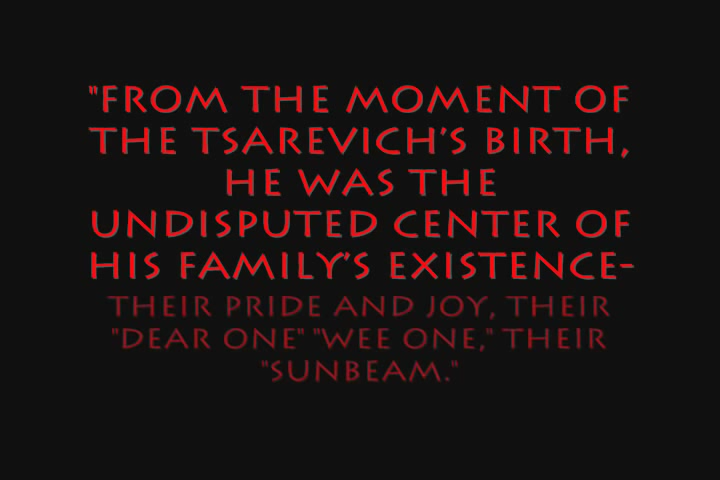 "FROM THE MOMENT OF
THE TSAREVICH'S BIRTH,
HE WAS THE
UNDISPUTED CENTER OF
HIS FAMILY'S EXISTENCE-
THEIR PRIDE AND JOY, THEIR
"DEAR ONE" "WEE ONE," THEIR
"SUNBEAM."